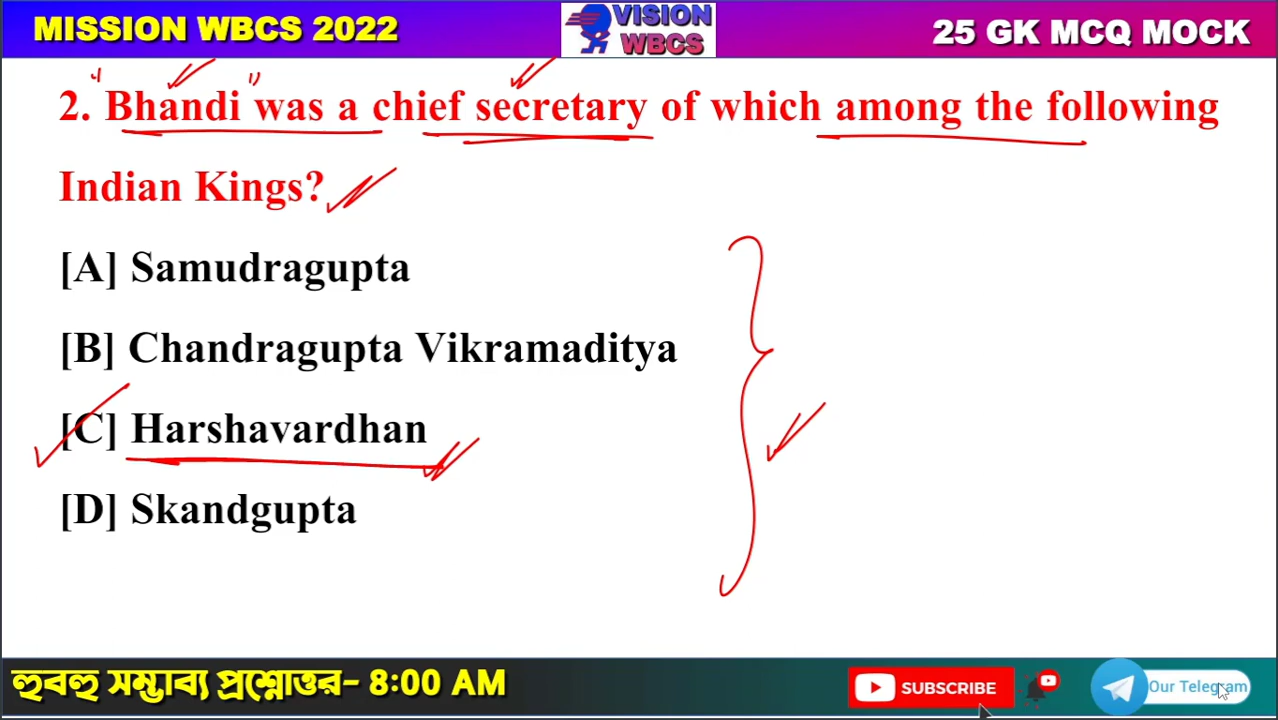 MISSION WBCS 2022
VISION
WBCS
25 GK MCQ MOCK
2. "Bhandi" was a chief secretary of which among the following
Indian Kings?
[A] Samudragupta
[B] Chandragupta Vikramaditya
[C] Harshavardhan
[D] Skandgupta
হুবহু সম্ভাব্য প্রশ্নোত্তর- 8:00 AM
SUBSCRIBE
Our Telegram